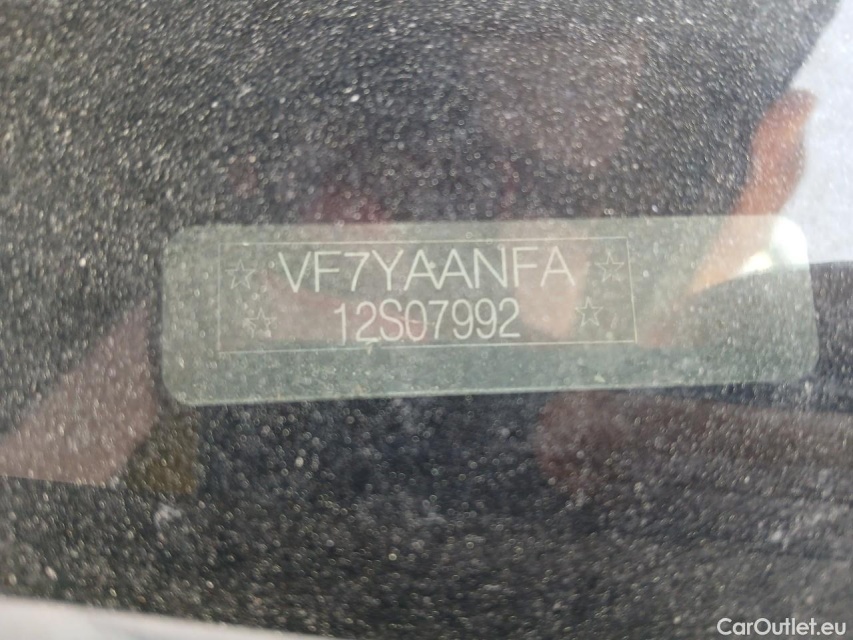 ☆ VF7YAANFA ☆
☆ 12S07992 ☆
CarOutlet.eu